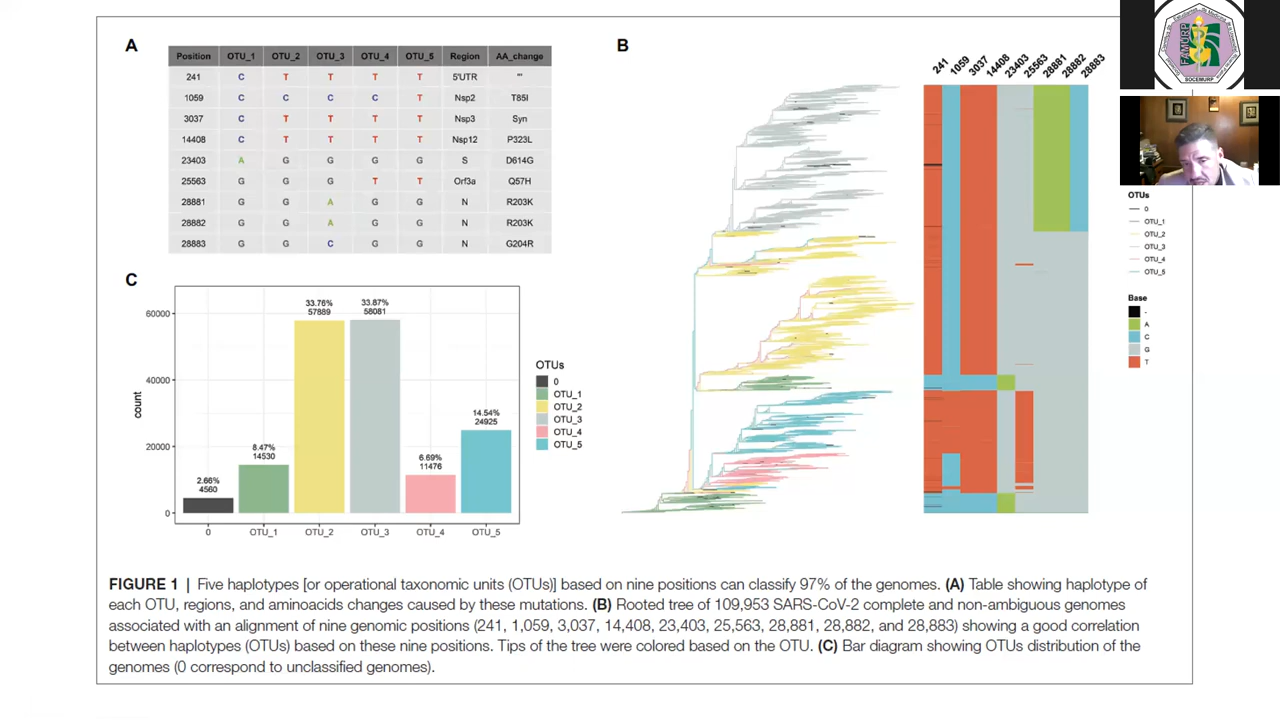 A
Position OTU_1 OTU_2 OTU_3 OTU_4 OTU_5 Region AA_change
241 C T T T T 5'UTR '''
1059 C C C C T Nsp2 T85I
3037 C T T T T Nsp3 Syn
14408 C T T T T Nsp12 P323L
23403 A G G G G S D614G
25563 G G G T T Orf3a Q57H
28881 G G A G G N R203K
28882 G G A G G N R203K
28883 G G C G G N G204R
B
241 1059 3037 14408 23403 25563 28881 28882 28883
OTUs
0
OTU_1
OTU_2
OTU_3
OTU_4
OTU_5
Base
-
A
C
G
T
C
count
60000
40000
20000
0
2.66%
4560
8.47%
14530
33.76%
57889
33.87%
58081
6.69%
11476
14.54%
24925
0 OTU_1 OTU_2 OTU_3 OTU_4 OTU_5
OTUs
0
OTU_1
OTU_2
OTU_3
OTU_4
OTU_5
FIGURE 1 | Five haplotypes [or operational taxonomic units (OTUs)] based on nine positions can classify 97% of the genomes. (A) Table showing haplotype of
each OTU, regions, and aminoacids changes caused by these mutations. (B) Rooted tree of 109,953 SARS-CoV-2 complete and non-ambiguous genomes
associated with an alignment of nine genomic positions (241, 1,059, 3,037, 14,408, 23,403, 25,563, 28,881, 28,882, and 28,883) showing a good correlation
between haplotypes (OTUs) based on these nine positions. Tips of the tree were colored based on the OTU. (C) Bar diagram showing OTUs distribution of the
genomes (0 correspond to unclassified genomes).
FAMURP
SOCEMURP